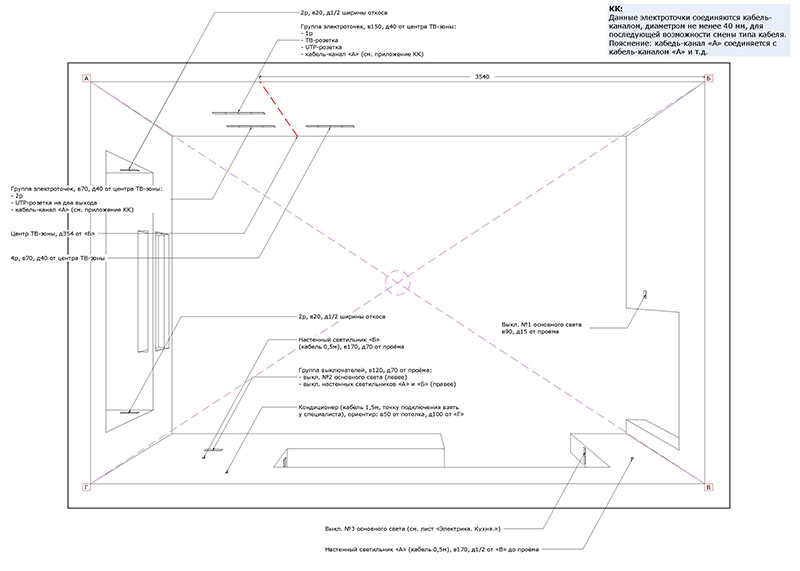 КК:
Данные электроточки соединяются кабель-
каналом, диаметром не менее 40 мм, для
последующей возможности смены типа кабеля.
Пояснение: кабедь-канал «А» соединяется с
кабель-каналом «А» и т.д.
2р, в20, д1/2 ширины откоса
Группа электроточек, в150, д40 от центра ТВ-зоны:
- 1р
- ТВ-розетка
- UTP-розетка
- кабель-канал «А» (см. приложение КК)
А
3540
Б
Группа электроточек, в70, д40 от центра ТВ-зоны:
- 2р
- UTP-розетка на два выхода
- кабель-канал «А» (см. приложение КК)
Центр ТВ-зоны, д354 от «Б»
4р, в70, д40 от центра ТВ-зоны
2р, в20, д1/2 ширины откоса
Выкл. №1 основного света
в90, д15 от проёма
Настенный светильник «Б»
(кабель 0,5м), в170, д70 от проёма
Группа выключателей, в120, д70 от проёма:
- выкл. №2 основного света (левее)
- выкл. настенных светильников «А» и «Б» (правее)
Кондиционер (кабель 1,5м, точку подключения взять
у специалиста), ориентир: в50 от потолка, д100 от «Г»
Г
В
Выкл. №3 основного света (см. лист «Электрика. Кухня.»)
Настенный светильник «А» (кабель 0,5м), в170, д1/2 от «В» до проёма